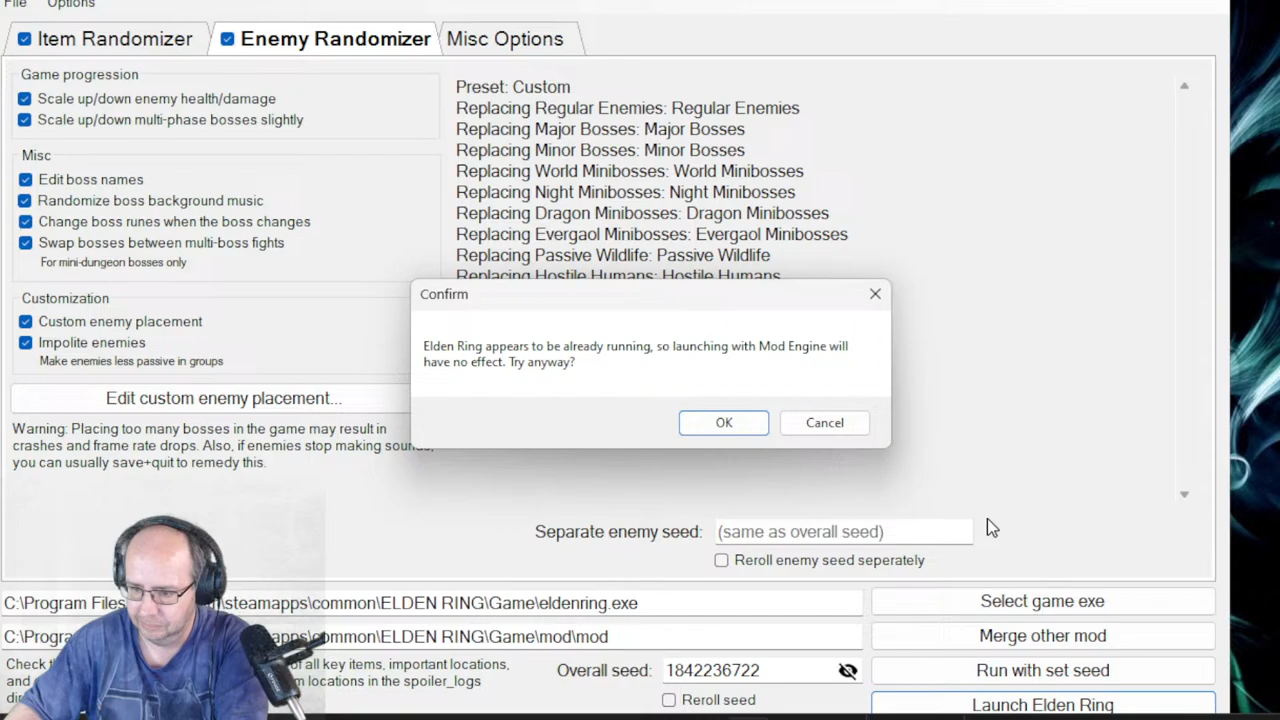 File Options
Item Randomizer Enemy Randomizer Misc Options
Game progression
Scale up/down enemy health/damage
Scale up/down multi-phase bosses slightly
Misc
Edit boss names
Randomize boss background music
Change boss runes when the boss changes
Swap bosses between multi-boss fights
For mini-dungeon bosses only
Customization
Custom enemy placement
Impolite enemies
Make enemies less passive in groups
Edit custom enemy placement...
Warning: Placing too many bosses in the game may result in
crashes and frame rate drops. Also, if enemies stop making sounds,
you can usually save+quit to remedy this.
Preset: Custom
Replacing Regular Enemies: Regular Enemies
Replacing Major Bosses: Major Bosses
Replacing Minor Bosses: Minor Bosses
Replacing World Minibosses: World Minibosses
Replacing Night Minibosses: Night Minibosses
Replacing Dragon Minibosses: Dragon Minibosses
Replacing Evergaol Minibosses: Evergaol Minibosses
Replacing Passive Wildlife: Passive Wildlife
Replacing Hostile Humans: Hostile Humans
Confirm
Elden Ring appears to be already running, so launching with Mod Engine will
have no effect. Try anyway?
OK Cancel
Separate enemy seed: (same as overall seed)
Reroll enemy seed seperately
C:\Program Files \steamapps\common\ELDEN RING\Game\eldenring.exe
Select game exe
\common\ELDEN RING\Game\mod\mod
Merge other mod
Check of all key items, important locations,
locations in the spoiler_logs
Overall seed: 1842236722
Run with set seed
Reroll seed
Launch Elden Ring